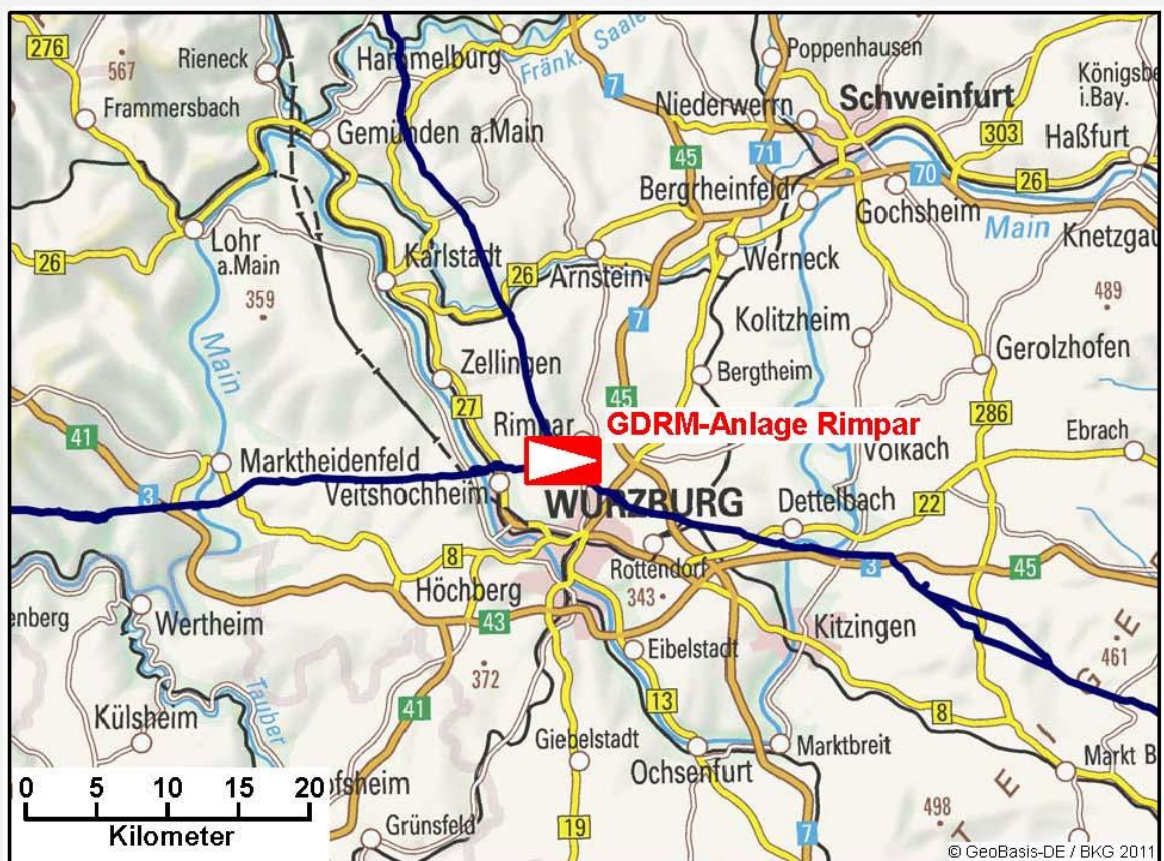 276
567
Rieneck
Hammelburg
Fränk. Saale
Poppenhausen
7
Königsbe
i.Bay.
Frammersbach
Niederwerrn
Schweinfurt
Gemünden a.Main
303
Haßfurt
45
71
70
26
Bergrheinfeld
Gochsheim
Main
Knetzgau
Lohr
a.Main
26
Karlstadt
26
Arnstein
Werneck
359
7
489
Main
Kolitzheim
Gerolzhofen
Zellingen
Bergtheim
27
45
286
Rimpar
GDRM-Anlage Rimpar
41
Ebrach
Volkach
Marktheidenfeld
3
Veitshöchheim
WÜRZBURG
Dettelbach
22
8
Rottendorf
3
45
Höchberg
343
enberg
Wertheim
43
Kitzingen
Eibelstadt
461
372
Tauber
41
13
8
Külsheim
Giebelstadt
Marktbreit
Ochsenfurt
Markt B
S T E I G E
0 5 10 15 20
Kilometer
ofsheim
498
Grünsfeld
19
7
© GeoBasis-DE / BKG 2011